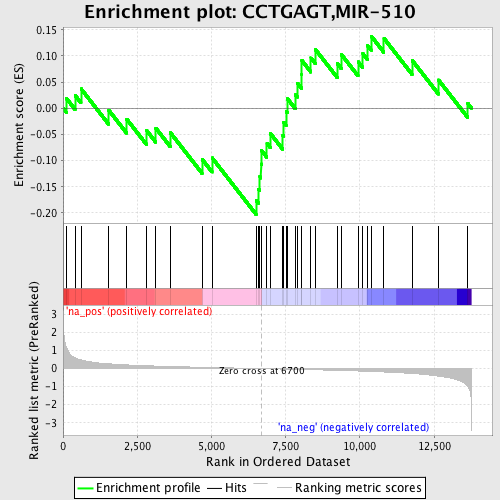 Enrichment plot: CCTGAGT,MIR-510
Enrichment score (ES)
0.15
0.10
0.05
0.00
-0.05
-0.10
-0.15
-0.20
'na_pos' (positively correlated)
Ranked list metric (PreRanked)
3
2
1
0
-1
-2
-3
Zero cross at 6700
'na_neg' (negatively correlated)
0
2,500
5,000
7,500
10,000
12,500
Rank in Ordered Dataset
Enrichment profile
Hits
Ranking metric scores